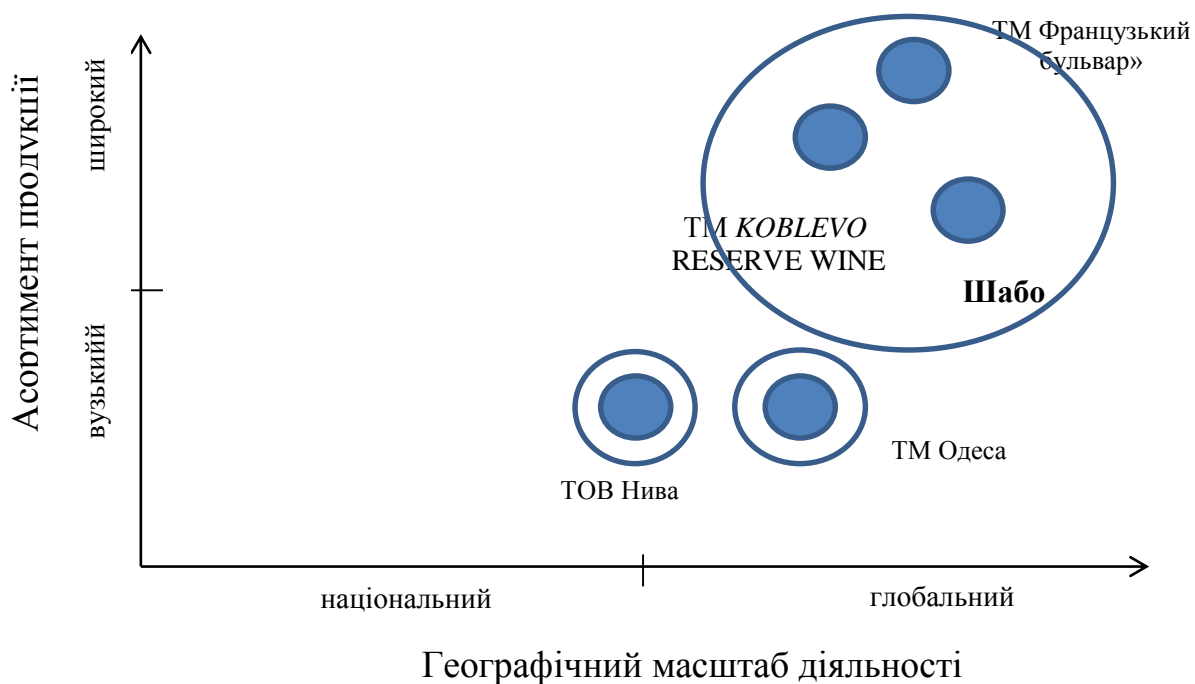 ТМ Французький
бульвар»
Асортимент продукції
широкий
ТМ KOBLEVO
RESERVE WINE
Шабо
вузькийй
ТМ Одеса
ТОВ Нива
національний
глобальний
Географічний масштаб діяльності